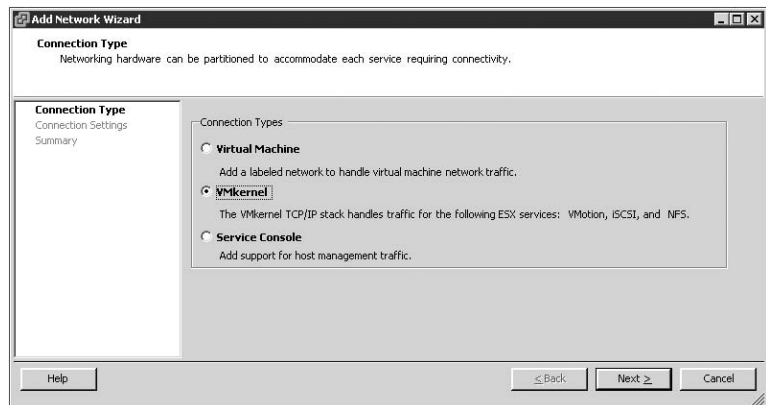 Add Network Wizard
Connection Type
Networking hardware can be partitioned to accommodate each service requiring connectivity.
Connection Type
Connection Settings
Summary
Connection Types
Virtual Machine
Add a labeled network to handle virtual machine network traffic.
VMkernel
The VMkernel TCP/IP stack handles traffic for the following ESX services: VMotion, iSCSI, and NFS.
Service Console
Add support for host management traffic.
Help
≤ Back
Next >
Cancel